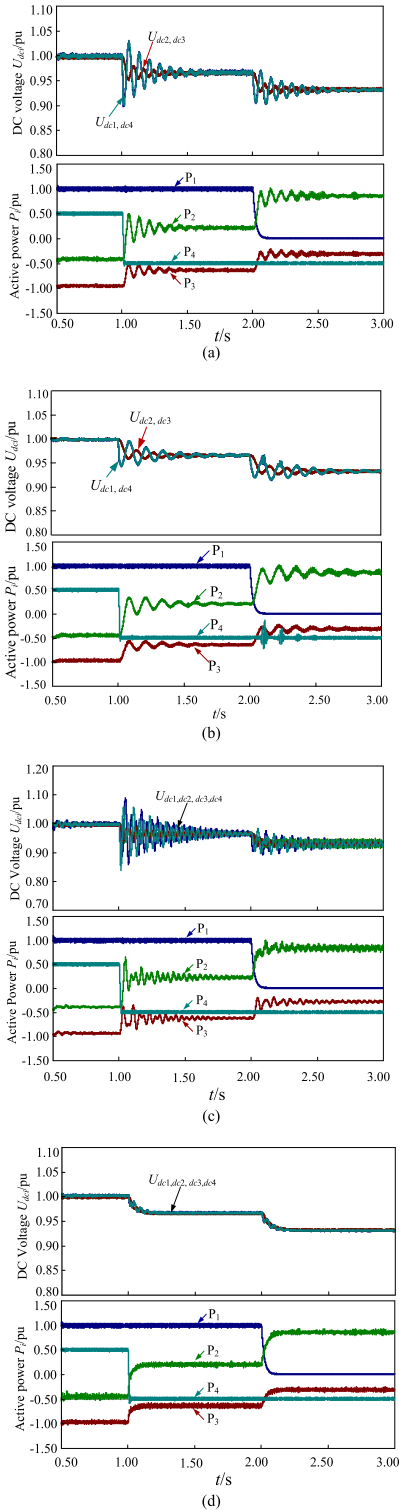 1.10
1.05
1.00
0.95
0.90
0.85
0.80
DC voltage U_dci/pu
U_dc2, dc3
U_dc1, dc4
1.50
1.00
0.50
0.00
-0.50
-1.00
-1.50
Active power P_i/pu
P₁
P₂
P₄
P₃
0.50 1.00 1.50 2.00 2.50 3.00
t/s
(a)
1.10
1.05
1.00
0.95
0.90
0.85
0.80
DC voltage U_dci/pu
U_dc2, dc3
U_dc1, dc4
1.50
1.00
0.50
0.00
-0.50
-1.00
-1.50
Active power P_i/pu
P₁
P₂
P₄
P₃
0.50 1.00 1.50 2.00 2.50 3.00
t/s
(b)
1.20
1.10
1.00
0.90
0.80
0.70
DC Voltage U_dci/pu
U_dc1,dc2, dc3,dc4
1.50
1.00
0.50
0.00
-0.50
-1.00
-1.50
Active Power P_i/pu
P₁
P₂
P₄
P₃
0.50 1.00 1.50 2.00 2.50 3.00
t/s
(c)
1.10
1.05
1.00
0.95
0.90
0.85
0.80
DC Voltage U_dci/pu
U_dc1,dc2, dc3,dc4
1.50
1.00
0.50
0.00
-0.50
-1.00
-1.50
Active power P_i/pu
P₁
P₂
P₄
P₃
0.50 1.00 1.50 2.00 2.50 3.00
t/s
(d)